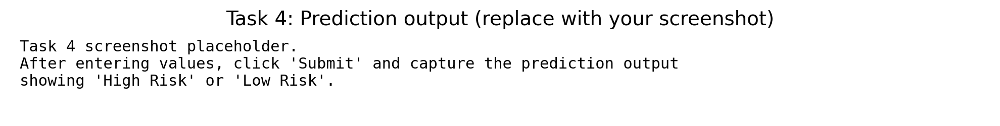 Task 4: Prediction output (replace with your screenshot)
Task 4 screenshot placeholder.
After entering values, click 'Submit' and capture the prediction output
showing 'High Risk' or 'Low Risk'.